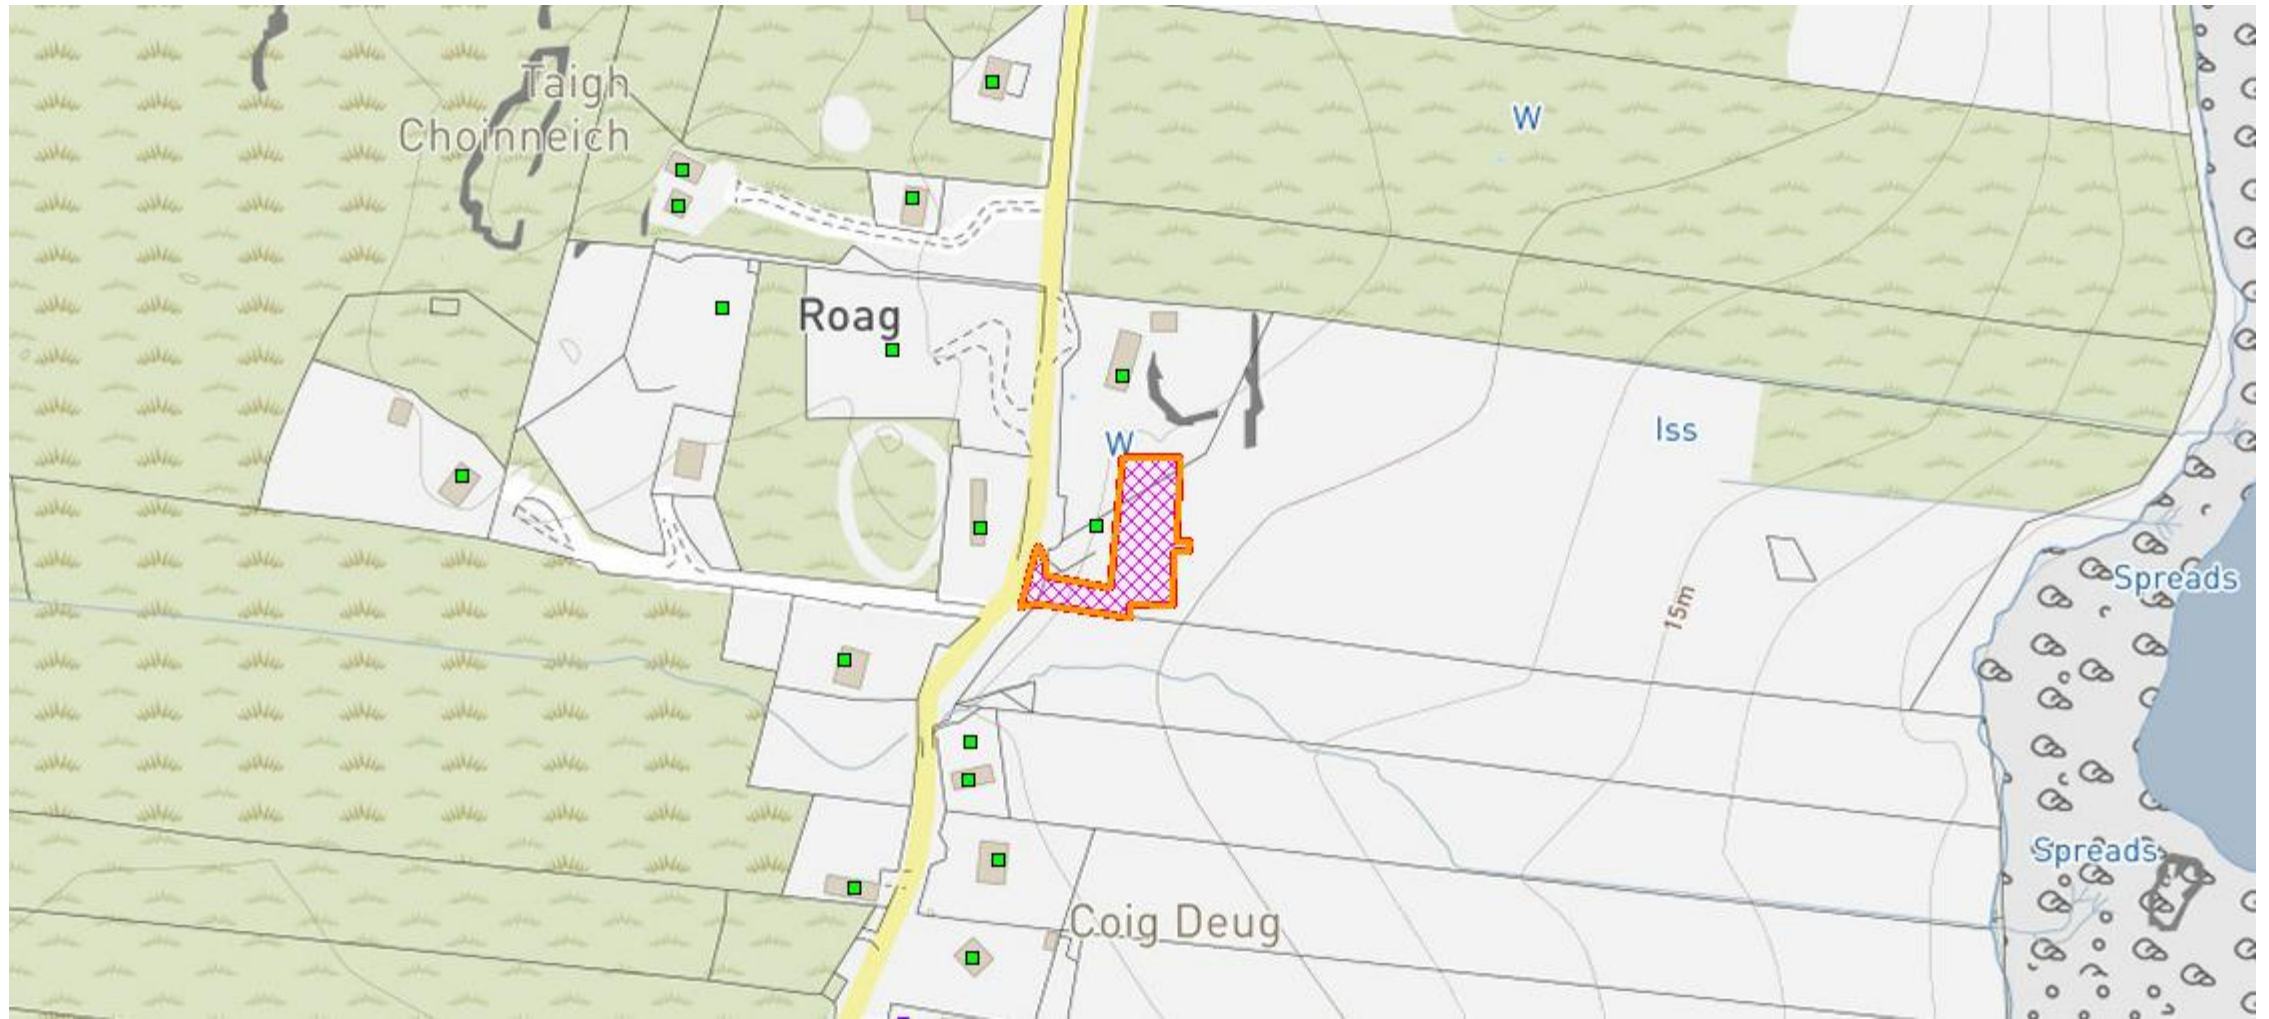 Taigh
Choinneich
W
Roag
W
Iss
Spreads
15m
Spreads
Coig Deug